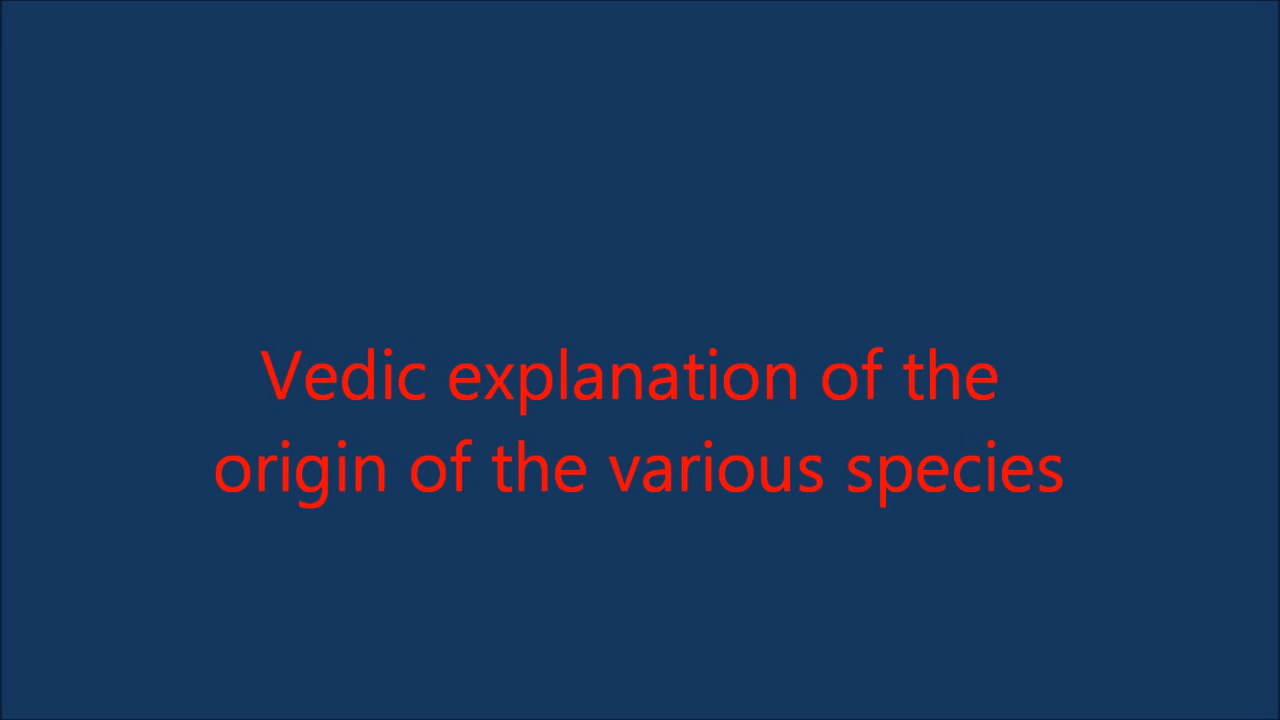 Vedic explanation of the
origin of the various species